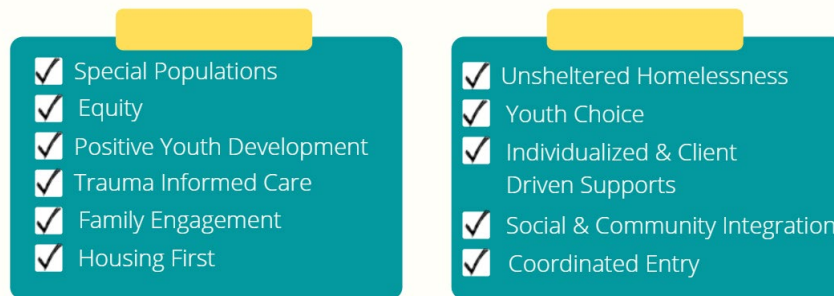 Special Populations
Equity
Positive Youth Development
Trauma Informed Care
Family Engagement
Housing First
Unsheltered Homelessness
Youth Choice
Individualized & Client
Driven Supports
Social & Community Integration
Coordinated Entry